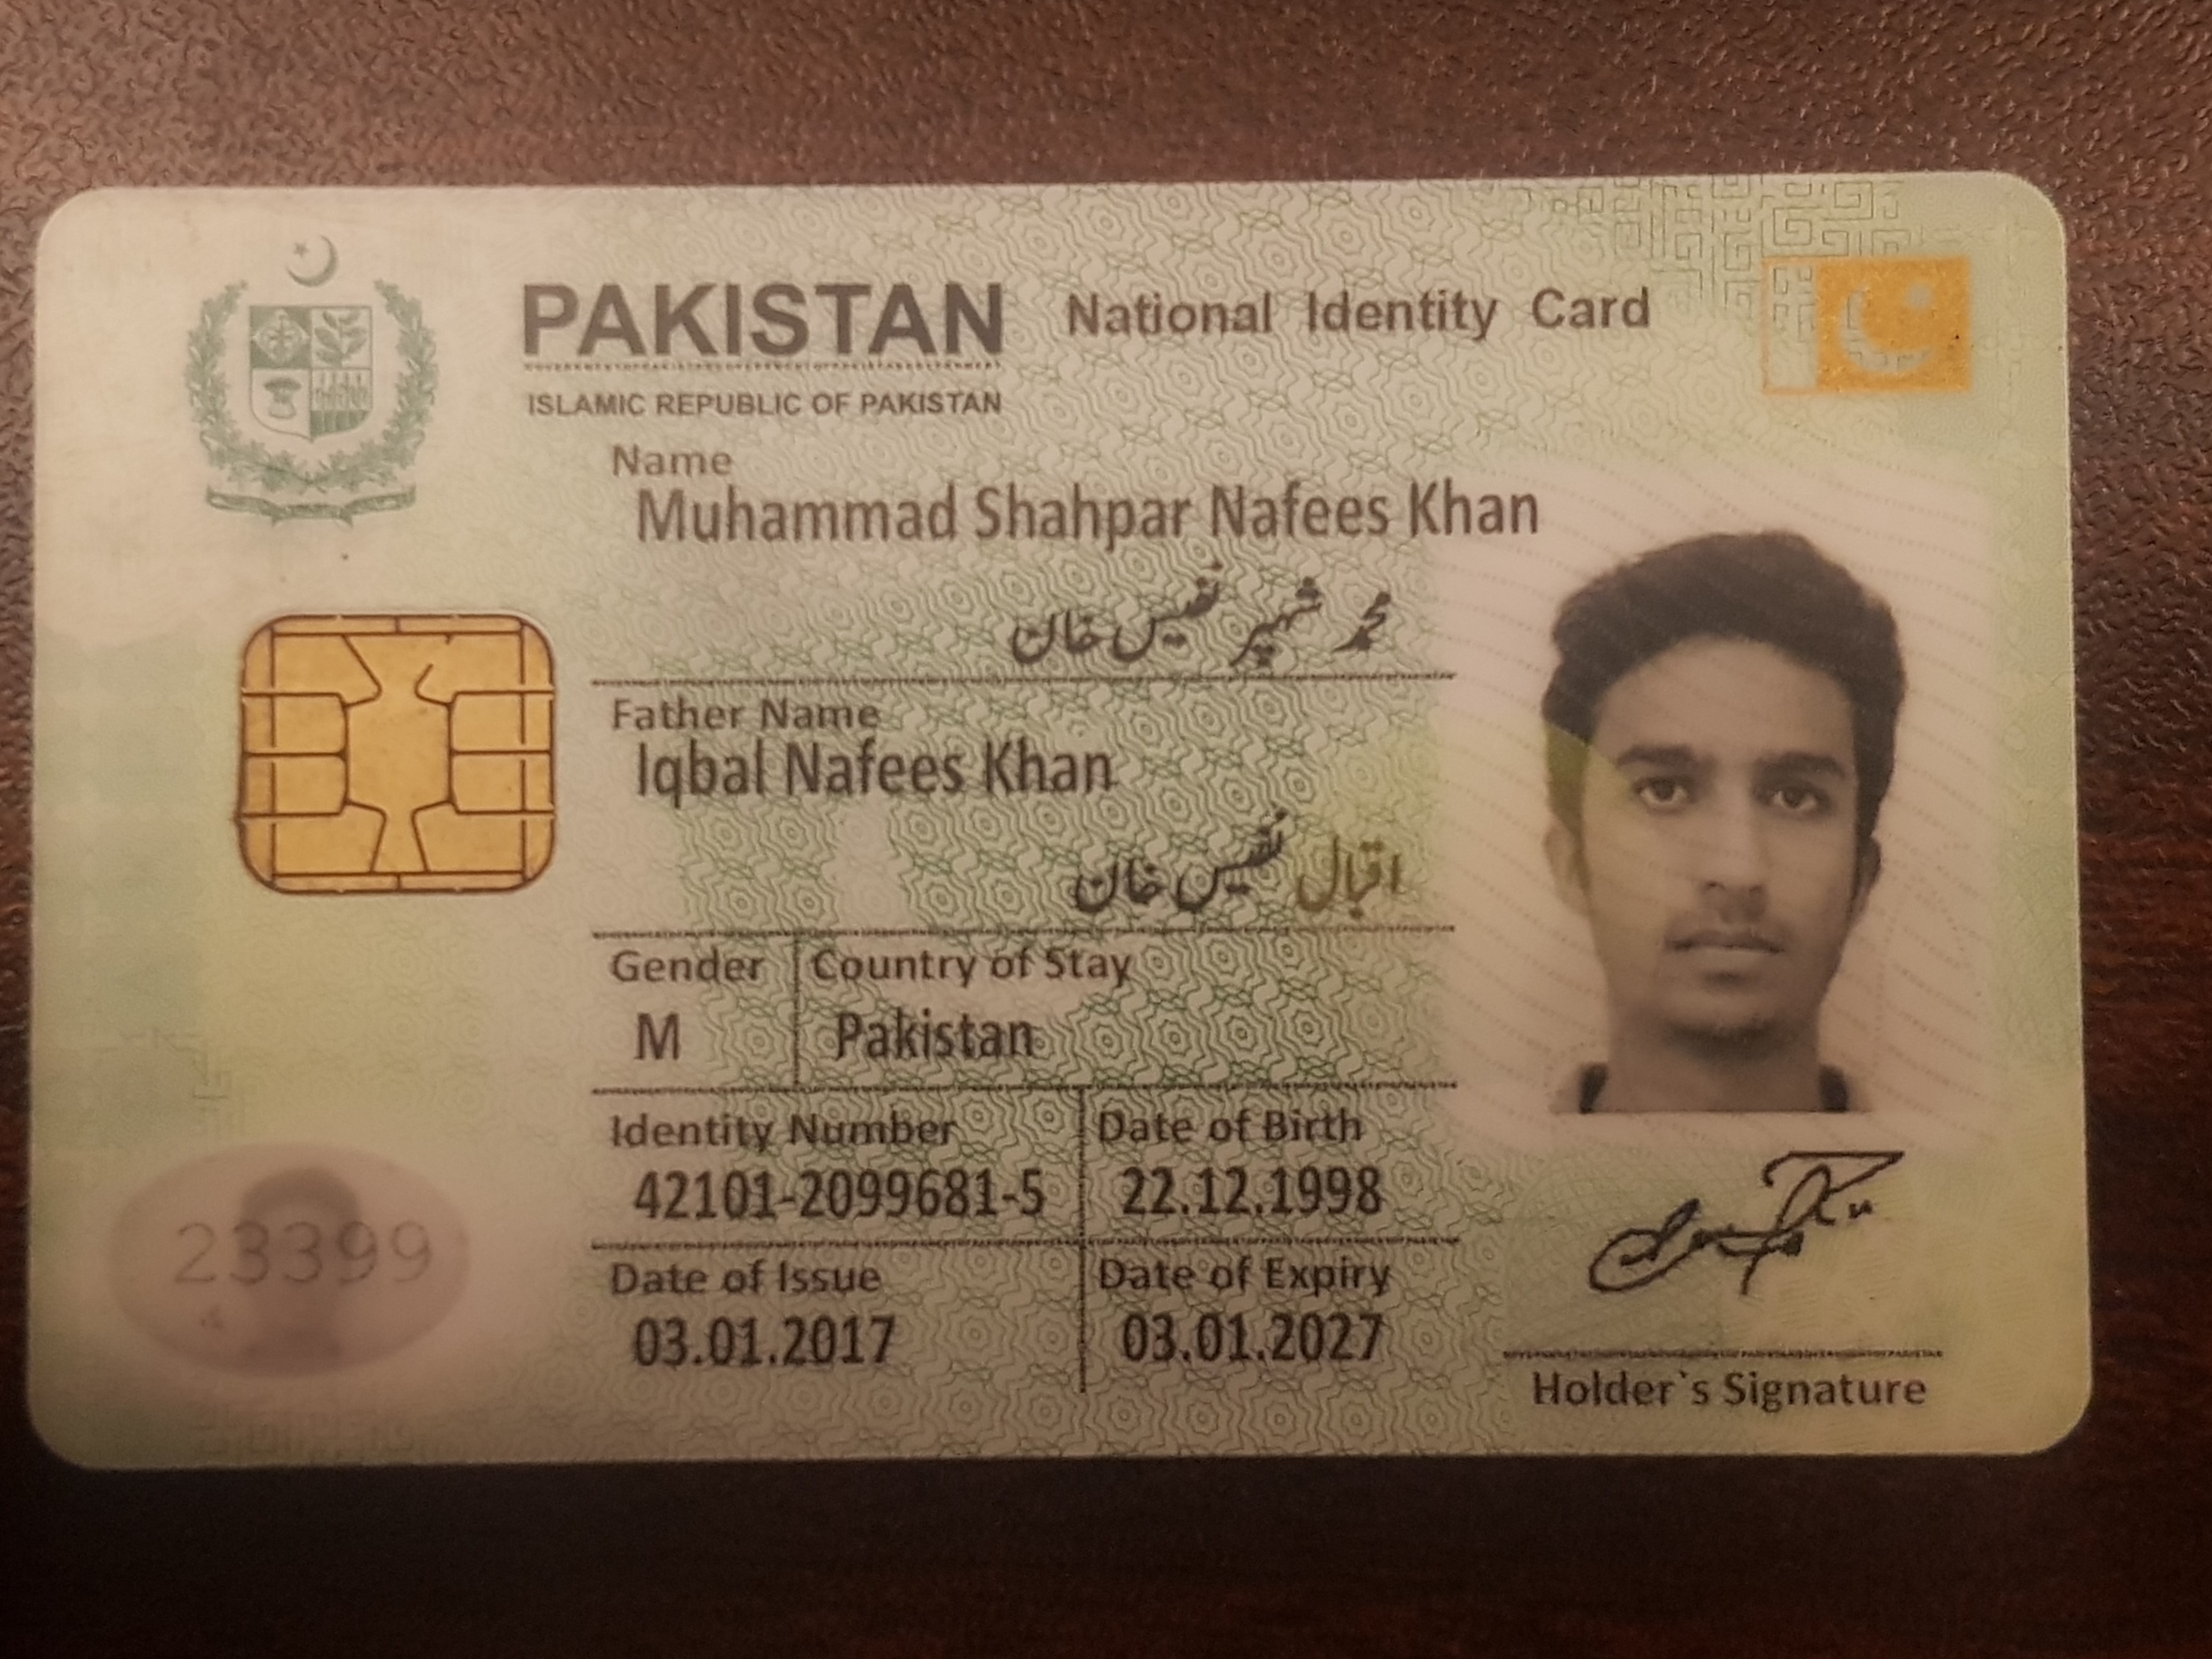 PAKISTAN National Identity Card
ISLAMIC REPUBLIC OF PAKISTAN
Name
Muhammad Shahpar Nafees Khan
محمد شہپر نفیس خان
Father Name
Iqbal Nafees Khan
اقبال نفیس خان
Gender Country of Stay
M Pakistan
Identity Number Date of Birth
42101-2099681-5 22.12.1998
23399
Date of Issue Date of Expiry
03.01.2017 03.01.2027
Holder`s Signature